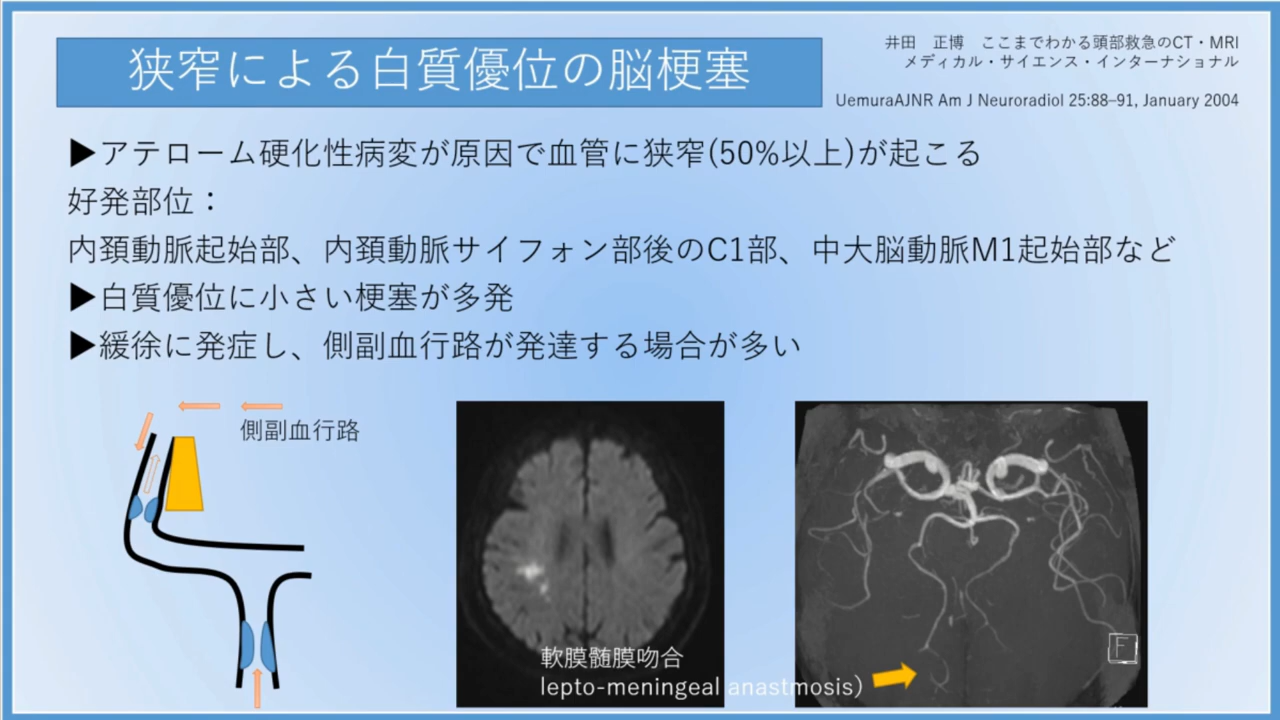 狭窄による白質優位の脳梗塞
井田　正博　ここまでわかる頭部救急のCT・MRI
メディカル・サイエンス・インターナショナル
UemuraAJNR Am J Neuroradiol 25:88–91, January 2004
▶アテローム硬化性病変が原因で血管に狭窄(50%以上)が起こる
好発部位：
内頚動脈起始部、内頚動脈サイフォン部後のC1部、中大脳動脈M1起始部など
▶白質優位に小さい梗塞が多発
▶緩徐に発症し、側副血行路が発達する場合が多い
側副血行路
軟膜髄膜吻合
lepto-meningeal anastmosis)
F